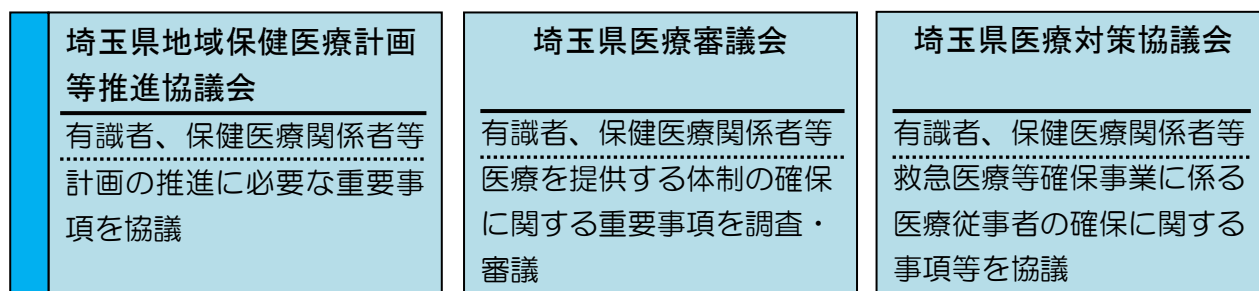 埼玉県地域保健医療計画
等推進協議会
有識者、保健医療関係者等
計画の推進に必要な重要事
項を協議
埼玉県医療審議会
有識者、保健医療関係者等
医療を提供する体制の確保
に関する重要事項を調査・
審議
埼玉県医療対策協議会
有識者、保健医療関係者等
救急医療等確保事業に係る
医療従事者の確保に関する
事項等を協議